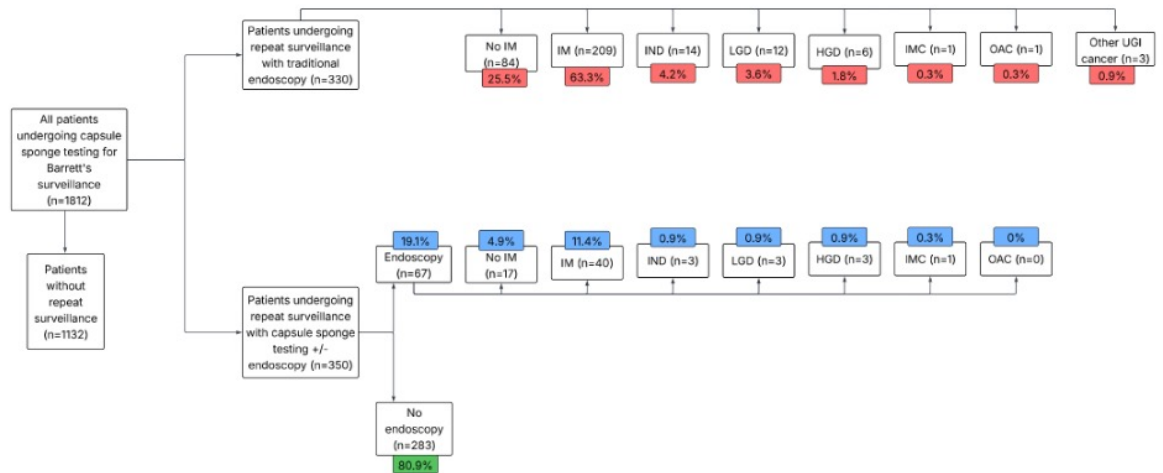 Patients undergoing
repeat surveillance
with traditional
endoscopy (n=330)
No IM
(n=84)
25.5%
IM (n=209)
63.3%
IND (n=14)
4.2%
LGD (n=12)
3.6%
HGD (n=6)
1.8%
IMC (n=1)
0.3%
OAC (n=1)
0.3%
Other UGI
cancer (n=3)
0.9%
All patients
undergoing capsule
sponge testing for
Barrett's
surveillance
(n=1812)
Patients
without
repeat
surveillance
(n=1132)
Patients undergoing
repeat surveillance
with capsule sponge
testing +/-
endoscopy (n=350)
19.1%
Endoscopy
(n=67)
4.9%
No IM
(n=17)
11.4%
IM (n=40)
0.9%
IND (n=3)
0.9%
LGD (n=3)
0.9%
HGD (n=3)
0.3%
IMC (n=1)
0%
OAC (n=0)
No
endoscopy
(n=283)
80.9%